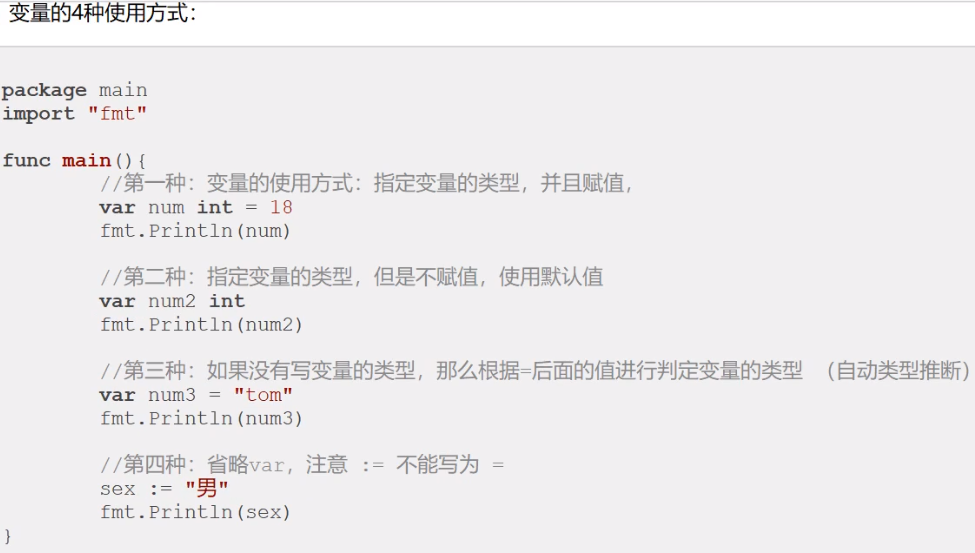 变量的4种使用方式：
package main
import "fmt"
func main(){
//第一种：变量的使用方式：指定变量的类型，并且赋值，
var num int = 18
fmt.Println(num)
//第二种：指定变量的类型，但是不赋值，使用默认值
var num2 int
fmt.Println(num2)
//第三种：如果没有写变量的类型，那么根据=后面的值进行判定变量的类型 （自动类型推断）
var num3 = "tom"
fmt.Println(num3)
//第四种：省略var，注意 := 不能写为 =
sex := "男"
fmt.Println(sex)
}